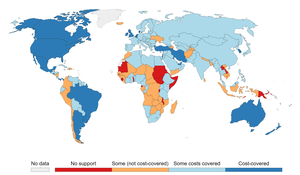 No data
No support
Some (not cost-covered)
Some costs covered
Cost-covered